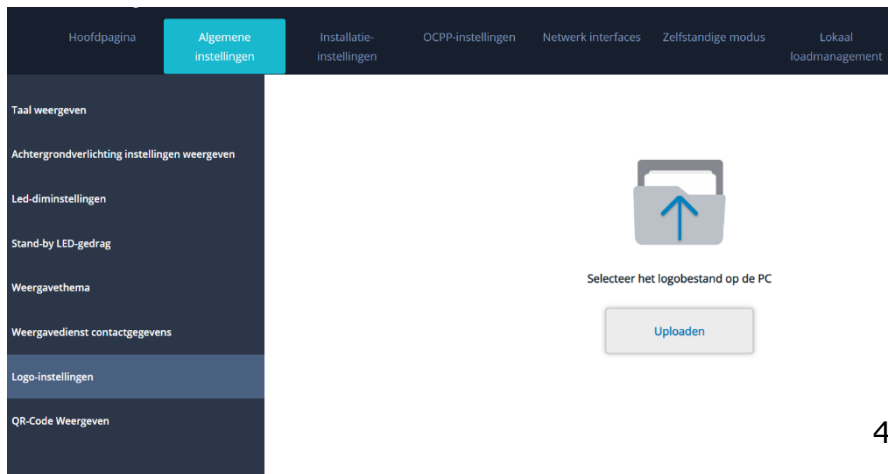 Hoofdpagina
Algemene
instellingen
Installatie-
instellingen
OCPP-instellingen
Netwerk interfaces
Zelfstandige modus
Lokaal
loadmanagement
Taal weergeven
Achtergrondverlichting instellingen weergeven
Led-diminstellingen
Stand-by LED-gedrag
Weergavethema
Weergavedienst contactgegevens
Logo-instellingen
QR-Code Weergeven
Selecteer het logobestand op de PC
Uploaden
4